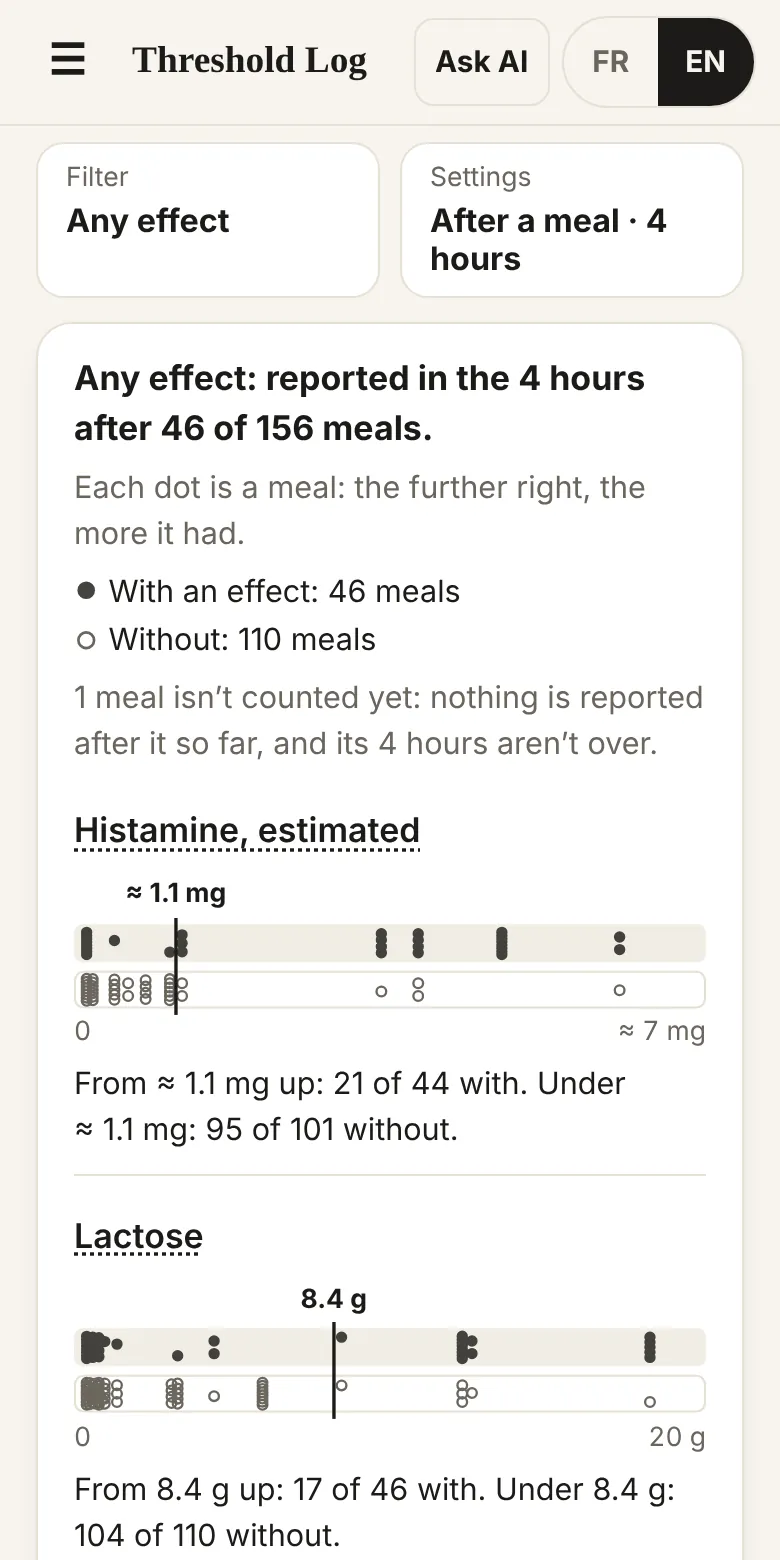 ☰ Threshold Log Ask AI FR EN
Filter
Any effect
Settings
After a meal · 4
hours
Any effect: reported in the 4 hours
after 46 of 156 meals.
Each dot is a meal: the further right, the
more it had.
With an effect: 46 meals
Without: 110 meals
1 meal isn’t counted yet: nothing is reported
after it so far, and its 4 hours aren’t over.
Histamine, estimated
≈ 1.1 mg
0 ≈ 7 mg
From ≈ 1.1 mg up: 21 of 44 with. Under
≈ 1.1 mg: 95 of 101 without.
Lactose
8.4 g
0 20 g
From 8.4 g up: 17 of 46 with. Under 8.4 g:
104 of 110 without.